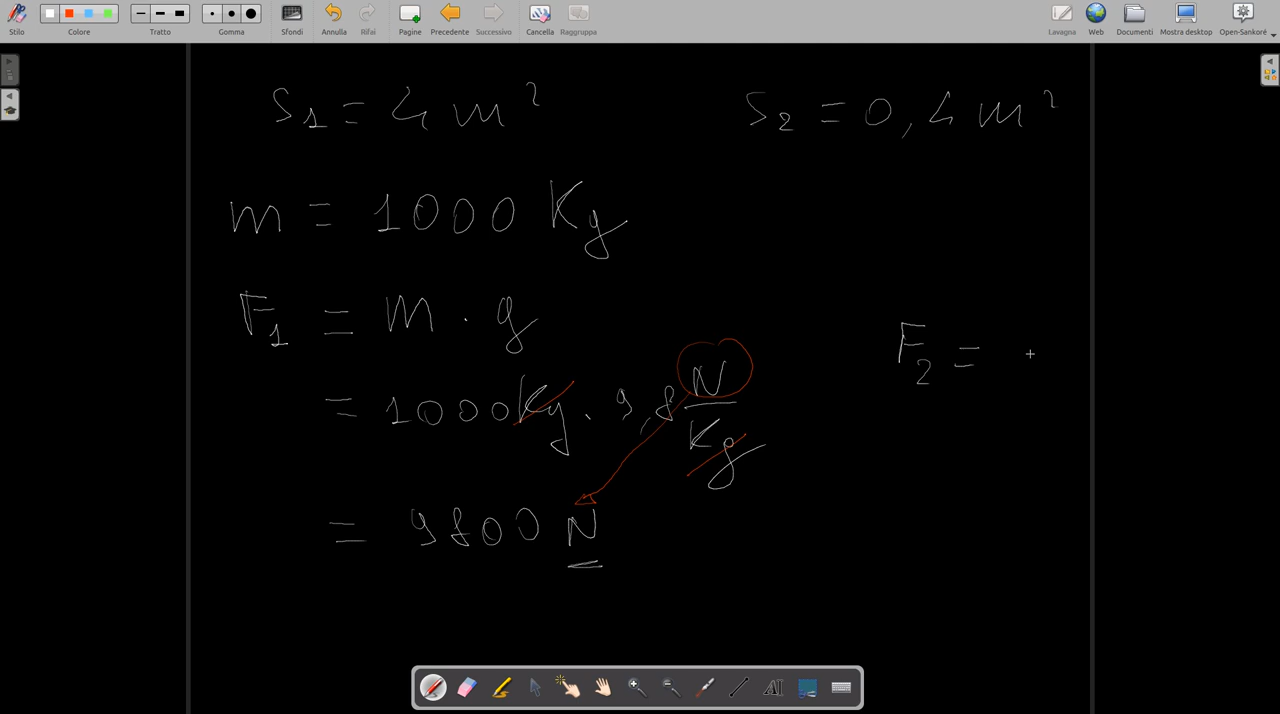 Stilo Colore Tratto Gomma Sfondi Annulla Rifai Pagine Precedente Successivo Cancella Raggruppa Lavagna Web Documenti Mostra desktop Open-Sankoré
S₁ = 4 m² S₂ = 0,4 m²
m = 1000 Kg
F₁ = m · g
F₂ =
= 1000 Kg · 9,8 N/Kg
= 9800 N
AI